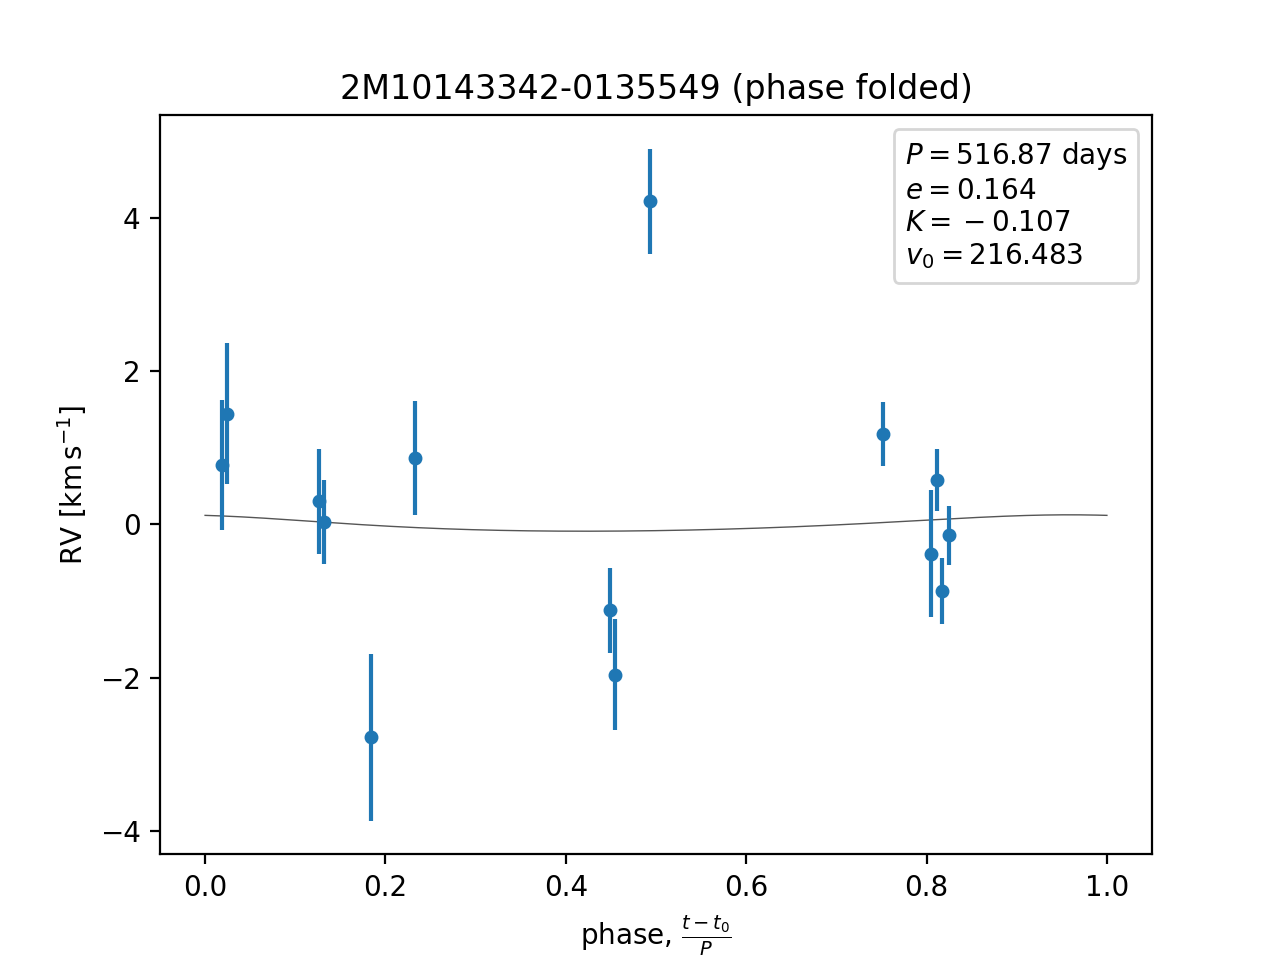 2M10143342-0135549 (phase folded)
P = 516.87 days
e = 0.164
K = −0.107
v₀ = 216.483
4
2
0
−2
−4
RV [km s⁻¹]
0.0 0.2 0.4 0.6 0.8 1.0
phase, (t − t₀)/P